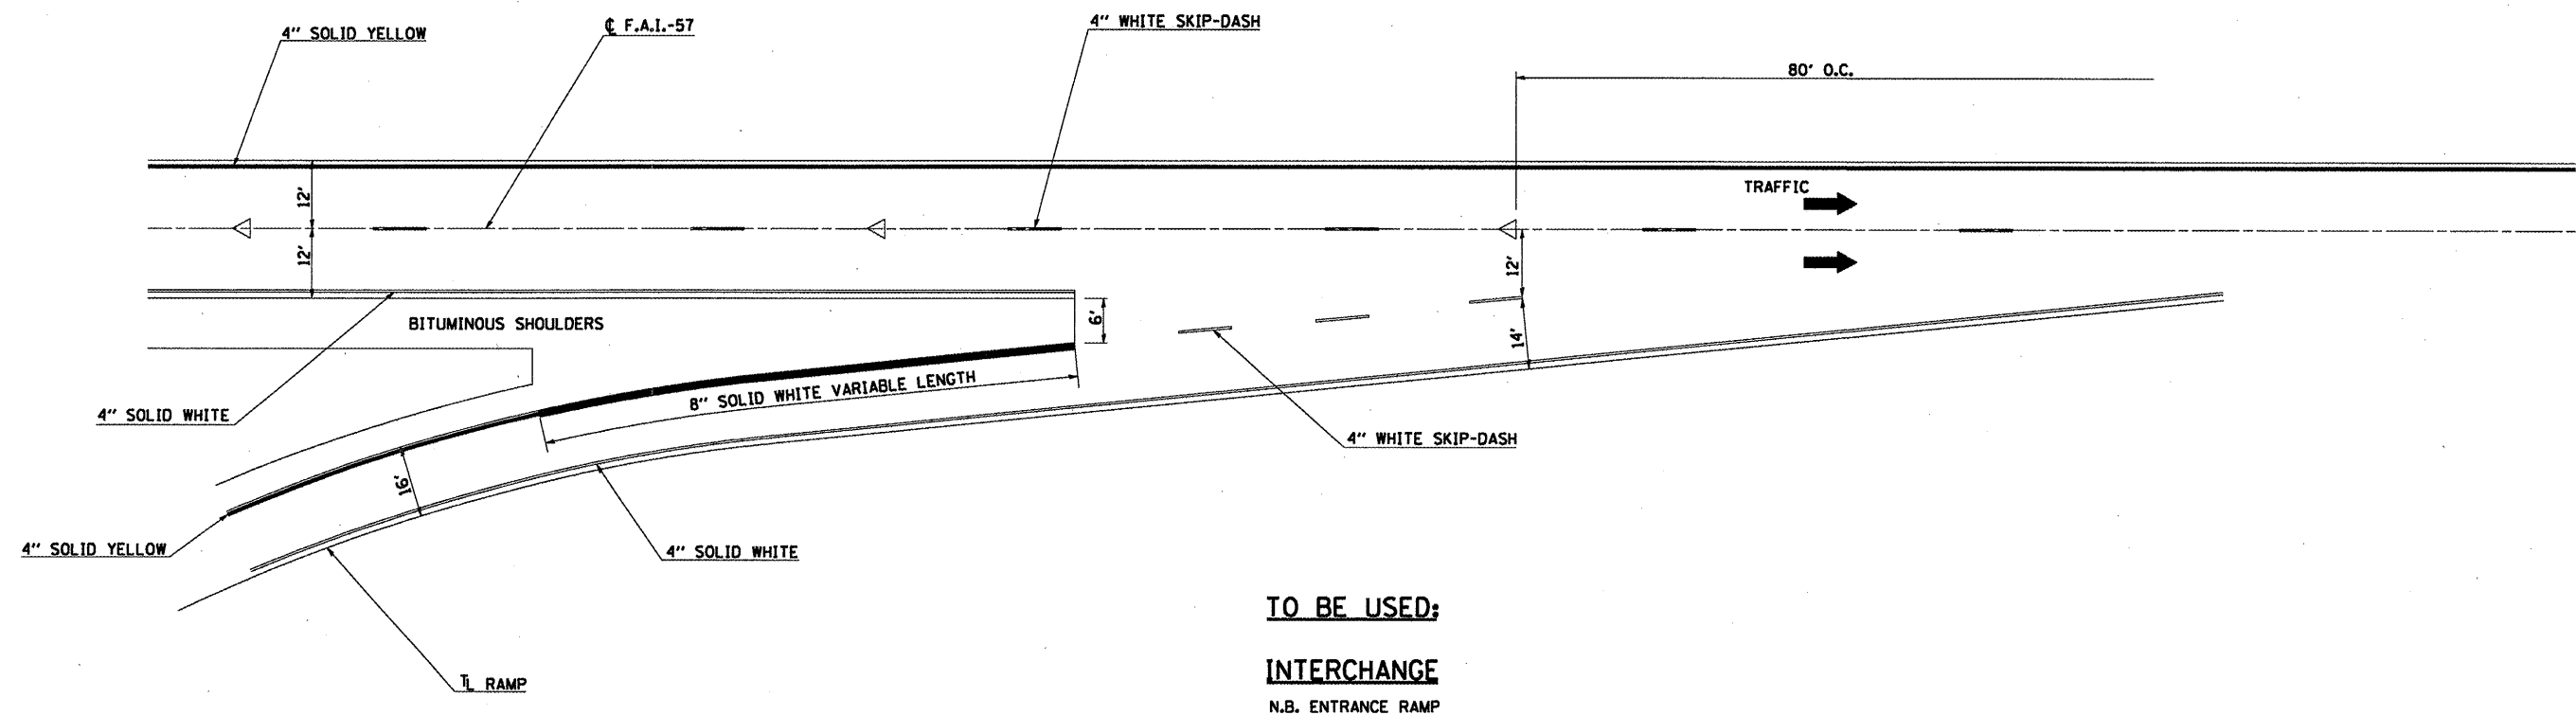 4" SOLID YELLOW
℄ F.A.I.-57
4" WHITE SKIP-DASH
80' O.C.
TRAFFIC
12'
12'
12'
BITUMINOUS SHOULDERS
6'
14'
8" SOLID WHITE VARIABLE LENGTH
4" SOLID WHITE
4" WHITE SKIP-DASH
16'
4" SOLID YELLOW
4" SOLID WHITE
TL RAMP
TO BE USED:
INTERCHANGE
N.B. ENTRANCE RAMP